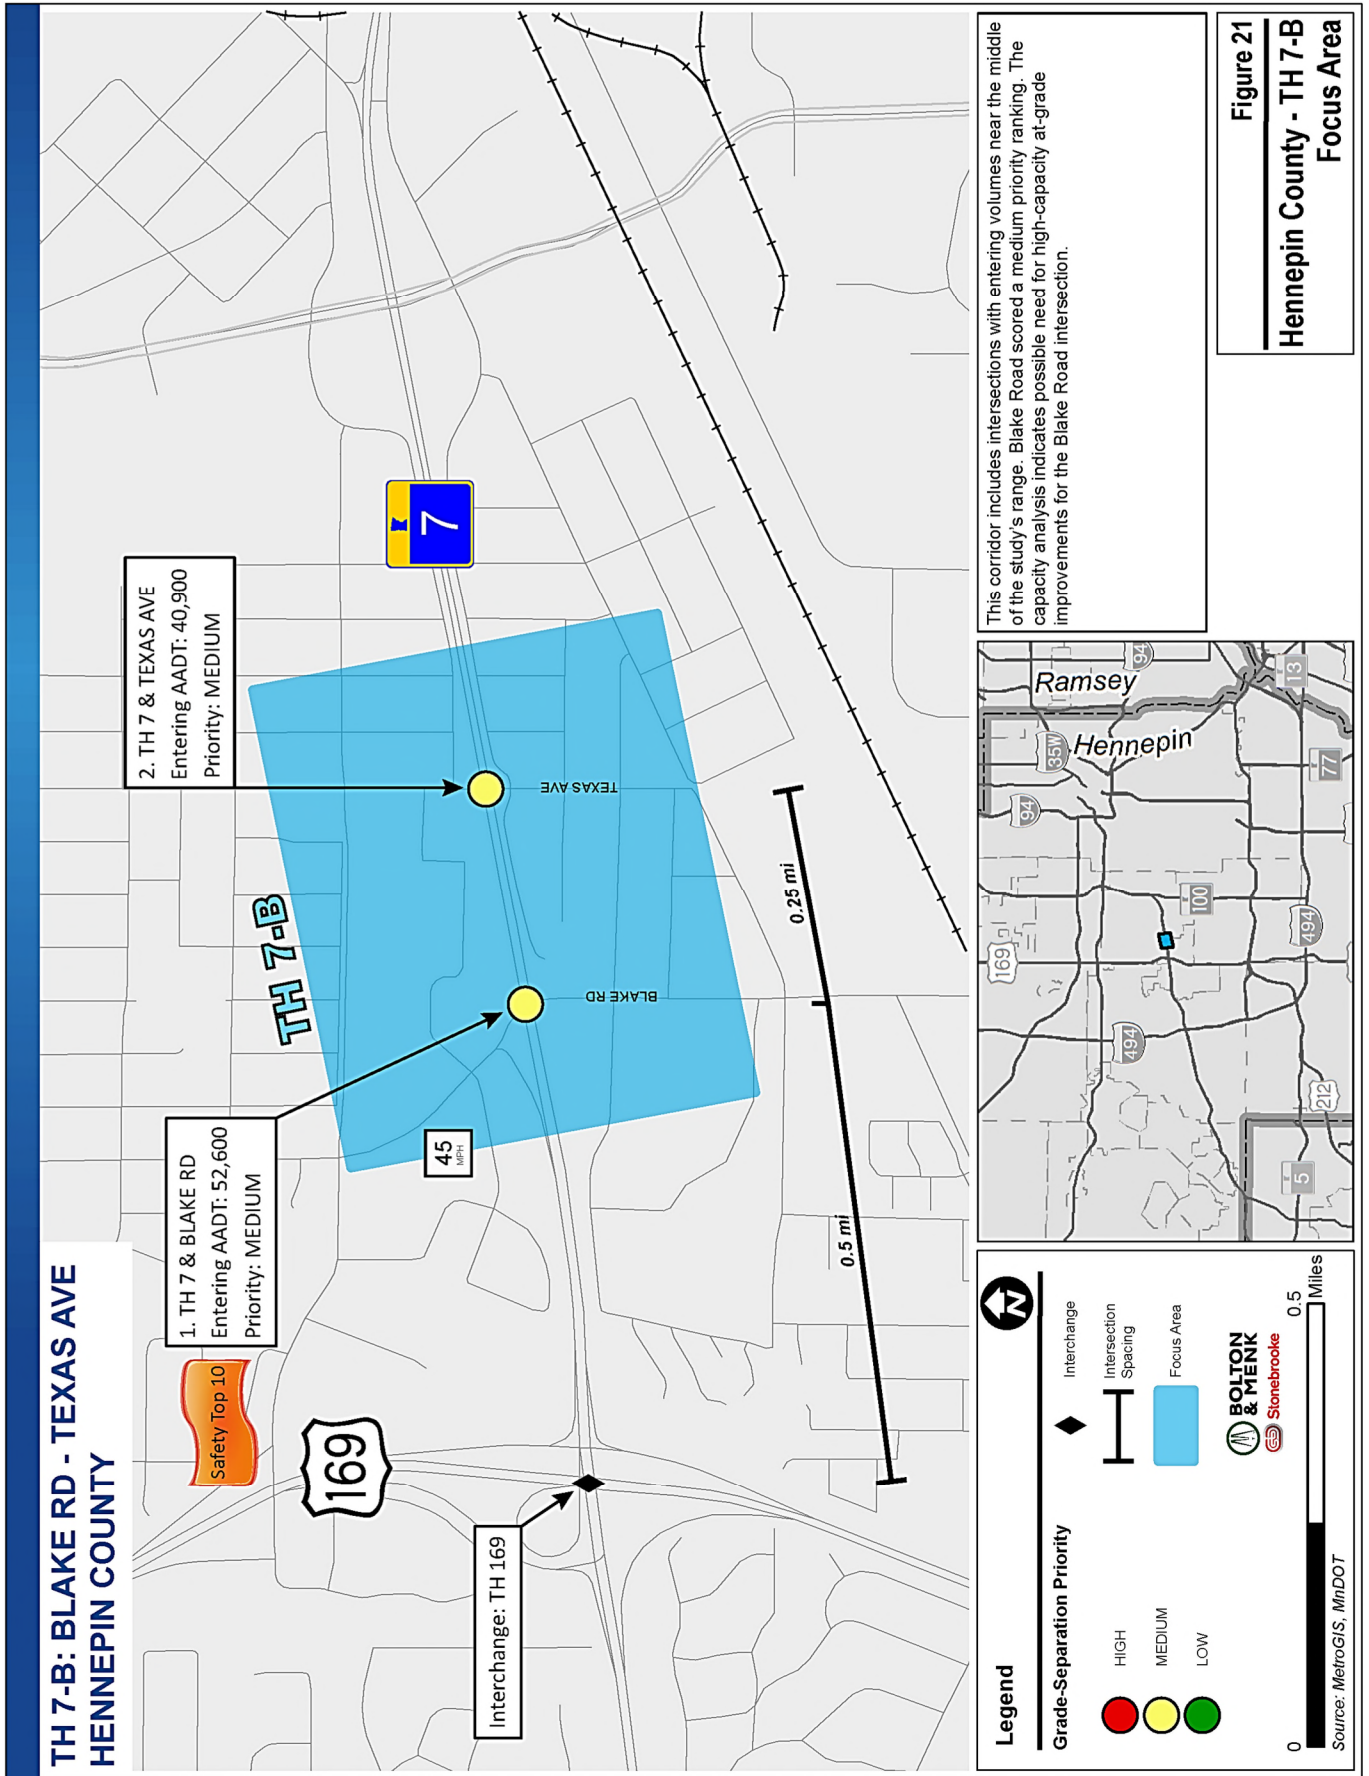 TH 7-B: BLAKE RD - TEXAS AVE
HENNEPIN COUNTY
Safety Top 10
1. TH 7 & BLAKE RD
Entering AADT: 52,600
Priority: MEDIUM
2. TH 7 & TEXAS AVE
Entering AADT: 40,900
Priority: MEDIUM
TH 7-B
169
45
MPH
7
Interchange: TH 169
BLAKE RD
TEXAS AVE
0.5 mi
0.25 mi
Legend
N
Grade-Separation Priority
HIGH
MEDIUM
LOW
Interchange
Intersection
Spacing
Focus Area
BOLTON
& MENK
Stonebrooke
0
0.5
Miles
Source: MetroGIS, MnDOT
Ramsey
Hennepin
169
94
35W
94
494
100
494
212
5
77
13
This corridor includes intersections with entering volumes near the middle
of the study's range. Blake Road scored a medium priority ranking. The
capacity analysis indicates possible need for high-capacity at-grade
improvements for the Blake Road intersection.
Figure 21
Hennepin County - TH 7-B
Focus Area